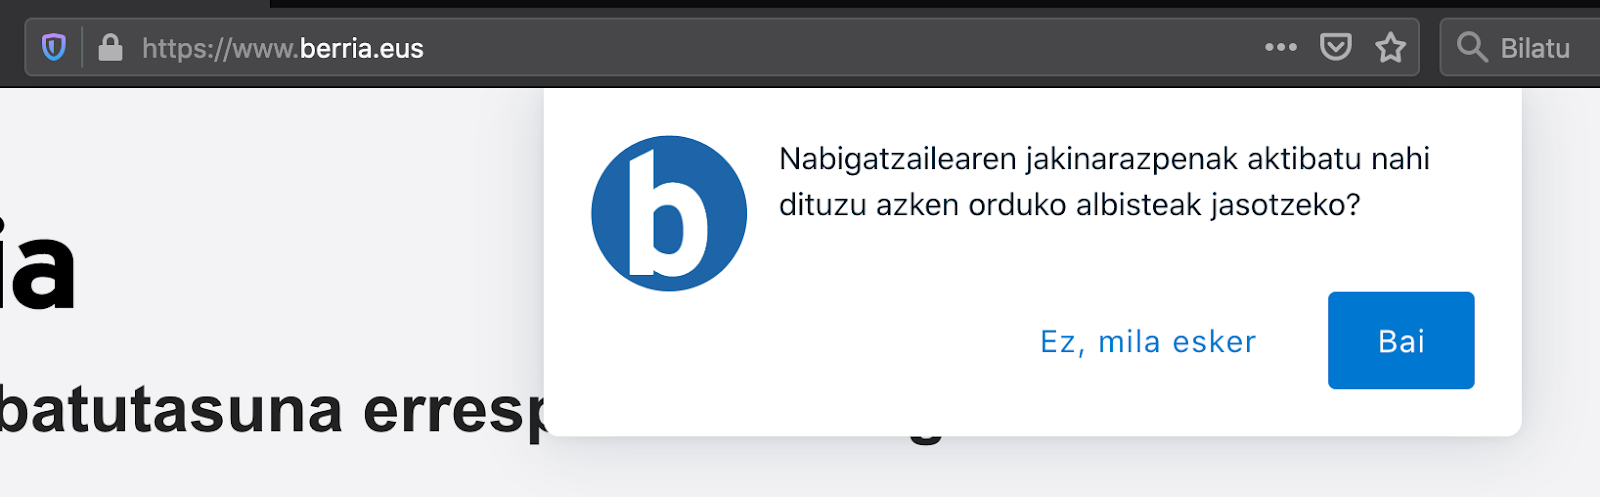 https://www.berria.eus
Bilatu
b
Nabigatzailearen jakinarazpenak aktibatu nahi
dituzu azken orduko albisteak jasotzeko?
ia
Ez, mila esker
Bai
batutasuna erresp